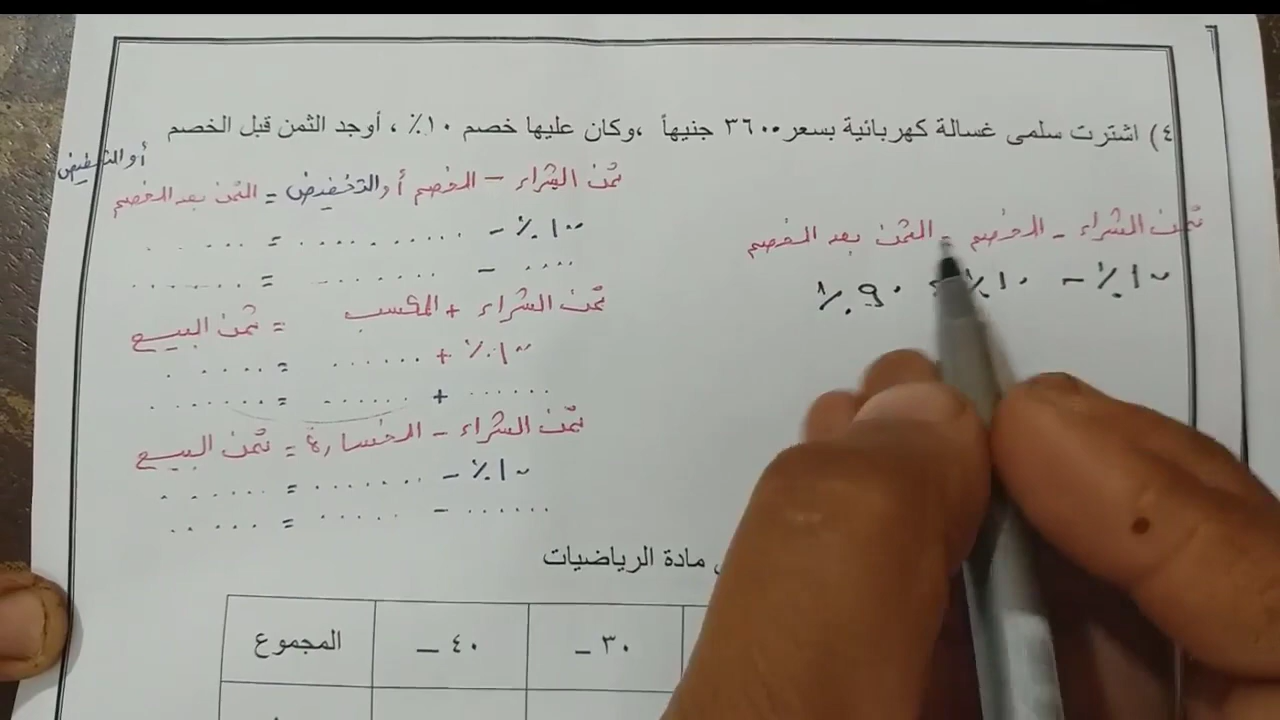 ٤) اشترت سلمى غسالة كهربائية بسعر ٣٦٠٠ جنيهاً ،وكان عليها خصم ١٠٪ ، أوجد الثمن قبل الخصم
أو التخفيض
ثمن الشراء - الخصم أو التخفيض = الثمن بعد الخصم
١٠٠٪ - .......... = ........
.... - ........ = .......
ثمن الشراء - الخصم = الثمن بعد الخصم
١٠٠٪ - ١٠٪ ٩٠٪
ثمن الشراء + المكسب = ثمن البيع
١٠٠٪ + ....... = .....
...... + ...... = .......
ثمن الشراء - الخسارة = ثمن البيع
١٠٠٪ - ........ = .......
...... - ..... = ......
مادة الرياضيات
٣٠ – ٤٠ – المجموع